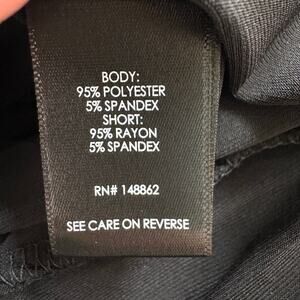 BODY:
95% POLYESTER
5% SPANDEX
SHORT:
95% RAYON
5% SPANDEX
RN# 148862
SEE CARE ON REVERSE